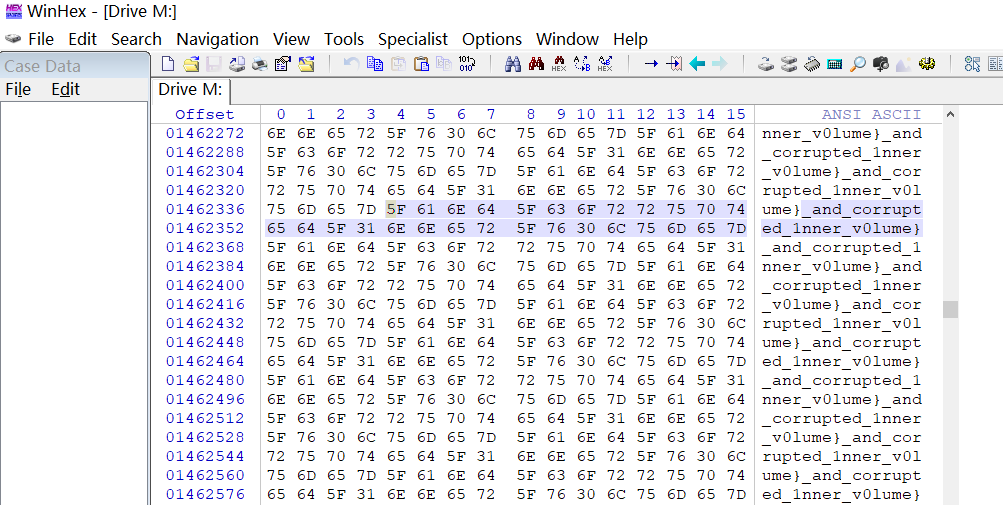 WinHex - [Drive M:]
File Edit Search Navigation View Tools Specialist Options Window Help
Case Data
File Edit
Drive M:
Offset 0 1 2 3 4 5 6 7 8 9 10 11 12 13 14 15 ANSI ASCII
01462272 6E 6E 65 72 5F 76 30 6C 75 6D 65 7D 5F 61 6E 64 nner_v0lume}_and
01462288 5F 63 6F 72 72 75 70 74 65 64 5F 31 6E 6E 65 72 _corrupted_1nner
01462304 5F 76 30 6C 75 6D 65 7D 5F 61 6E 64 5F 63 6F 72 _v0lume}_and_cor
01462320 72 75 70 74 65 64 5F 31 6E 6E 65 72 5F 76 30 6C rupted_1nner_v0l
01462336 75 6D 65 7D 5F 61 6E 64 5F 63 6F 72 72 75 70 74 ume}_and_corrupt
01462352 65 64 5F 31 6E 6E 65 72 5F 76 30 6C 75 6D 65 7D ed_1nner_v0lume}
01462368 5F 61 6E 64 5F 63 6F 72 72 75 70 74 65 64 5F 31 _and_corrupted_1
01462384 6E 6E 65 72 5F 76 30 6C 75 6D 65 7D 5F 61 6E 64 nner_v0lume}_and
01462400 5F 63 6F 72 72 75 70 74 65 64 5F 31 6E 6E 65 72 _corrupted_1nner
01462416 5F 76 30 6C 75 6D 65 7D 5F 61 6E 64 5F 63 6F 72 _v0lume}_and_cor
01462432 72 75 70 74 65 64 5F 31 6E 6E 65 72 5F 76 30 6C rupted_1nner_v0l
01462448 75 6D 65 7D 5F 61 6E 64 5F 63 6F 72 72 75 70 74 ume}_and_corrupt
01462464 65 64 5F 31 6E 6E 65 72 5F 76 30 6C 75 6D 65 7D ed_1nner_v0lume}
01462480 5F 61 6E 64 5F 63 6F 72 72 75 70 74 65 64 5F 31 _and_corrupted_1
01462496 6E 6E 65 72 5F 76 30 6C 75 6D 65 7D 5F 61 6E 64 nner_v0lume}_and
01462512 5F 63 6F 72 72 75 70 74 65 64 5F 31 6E 6E 65 72 _corrupted_1nner
01462528 5F 76 30 6C 75 6D 65 7D 5F 61 6E 64 5F 63 6F 72 _v0lume}_and_cor
01462544 72 75 70 74 65 64 5F 31 6E 6E 65 72 5F 76 30 6C rupted_1nner_v0l
01462560 75 6D 65 7D 5F 61 6E 64 5F 63 6F 72 72 75 70 74 ume}_and_corrupt
01462576 65 64 5F 31 6E 6E 65 72 5F 76 30 6C 75 6D 65 7D ed_1nner_v0lume}